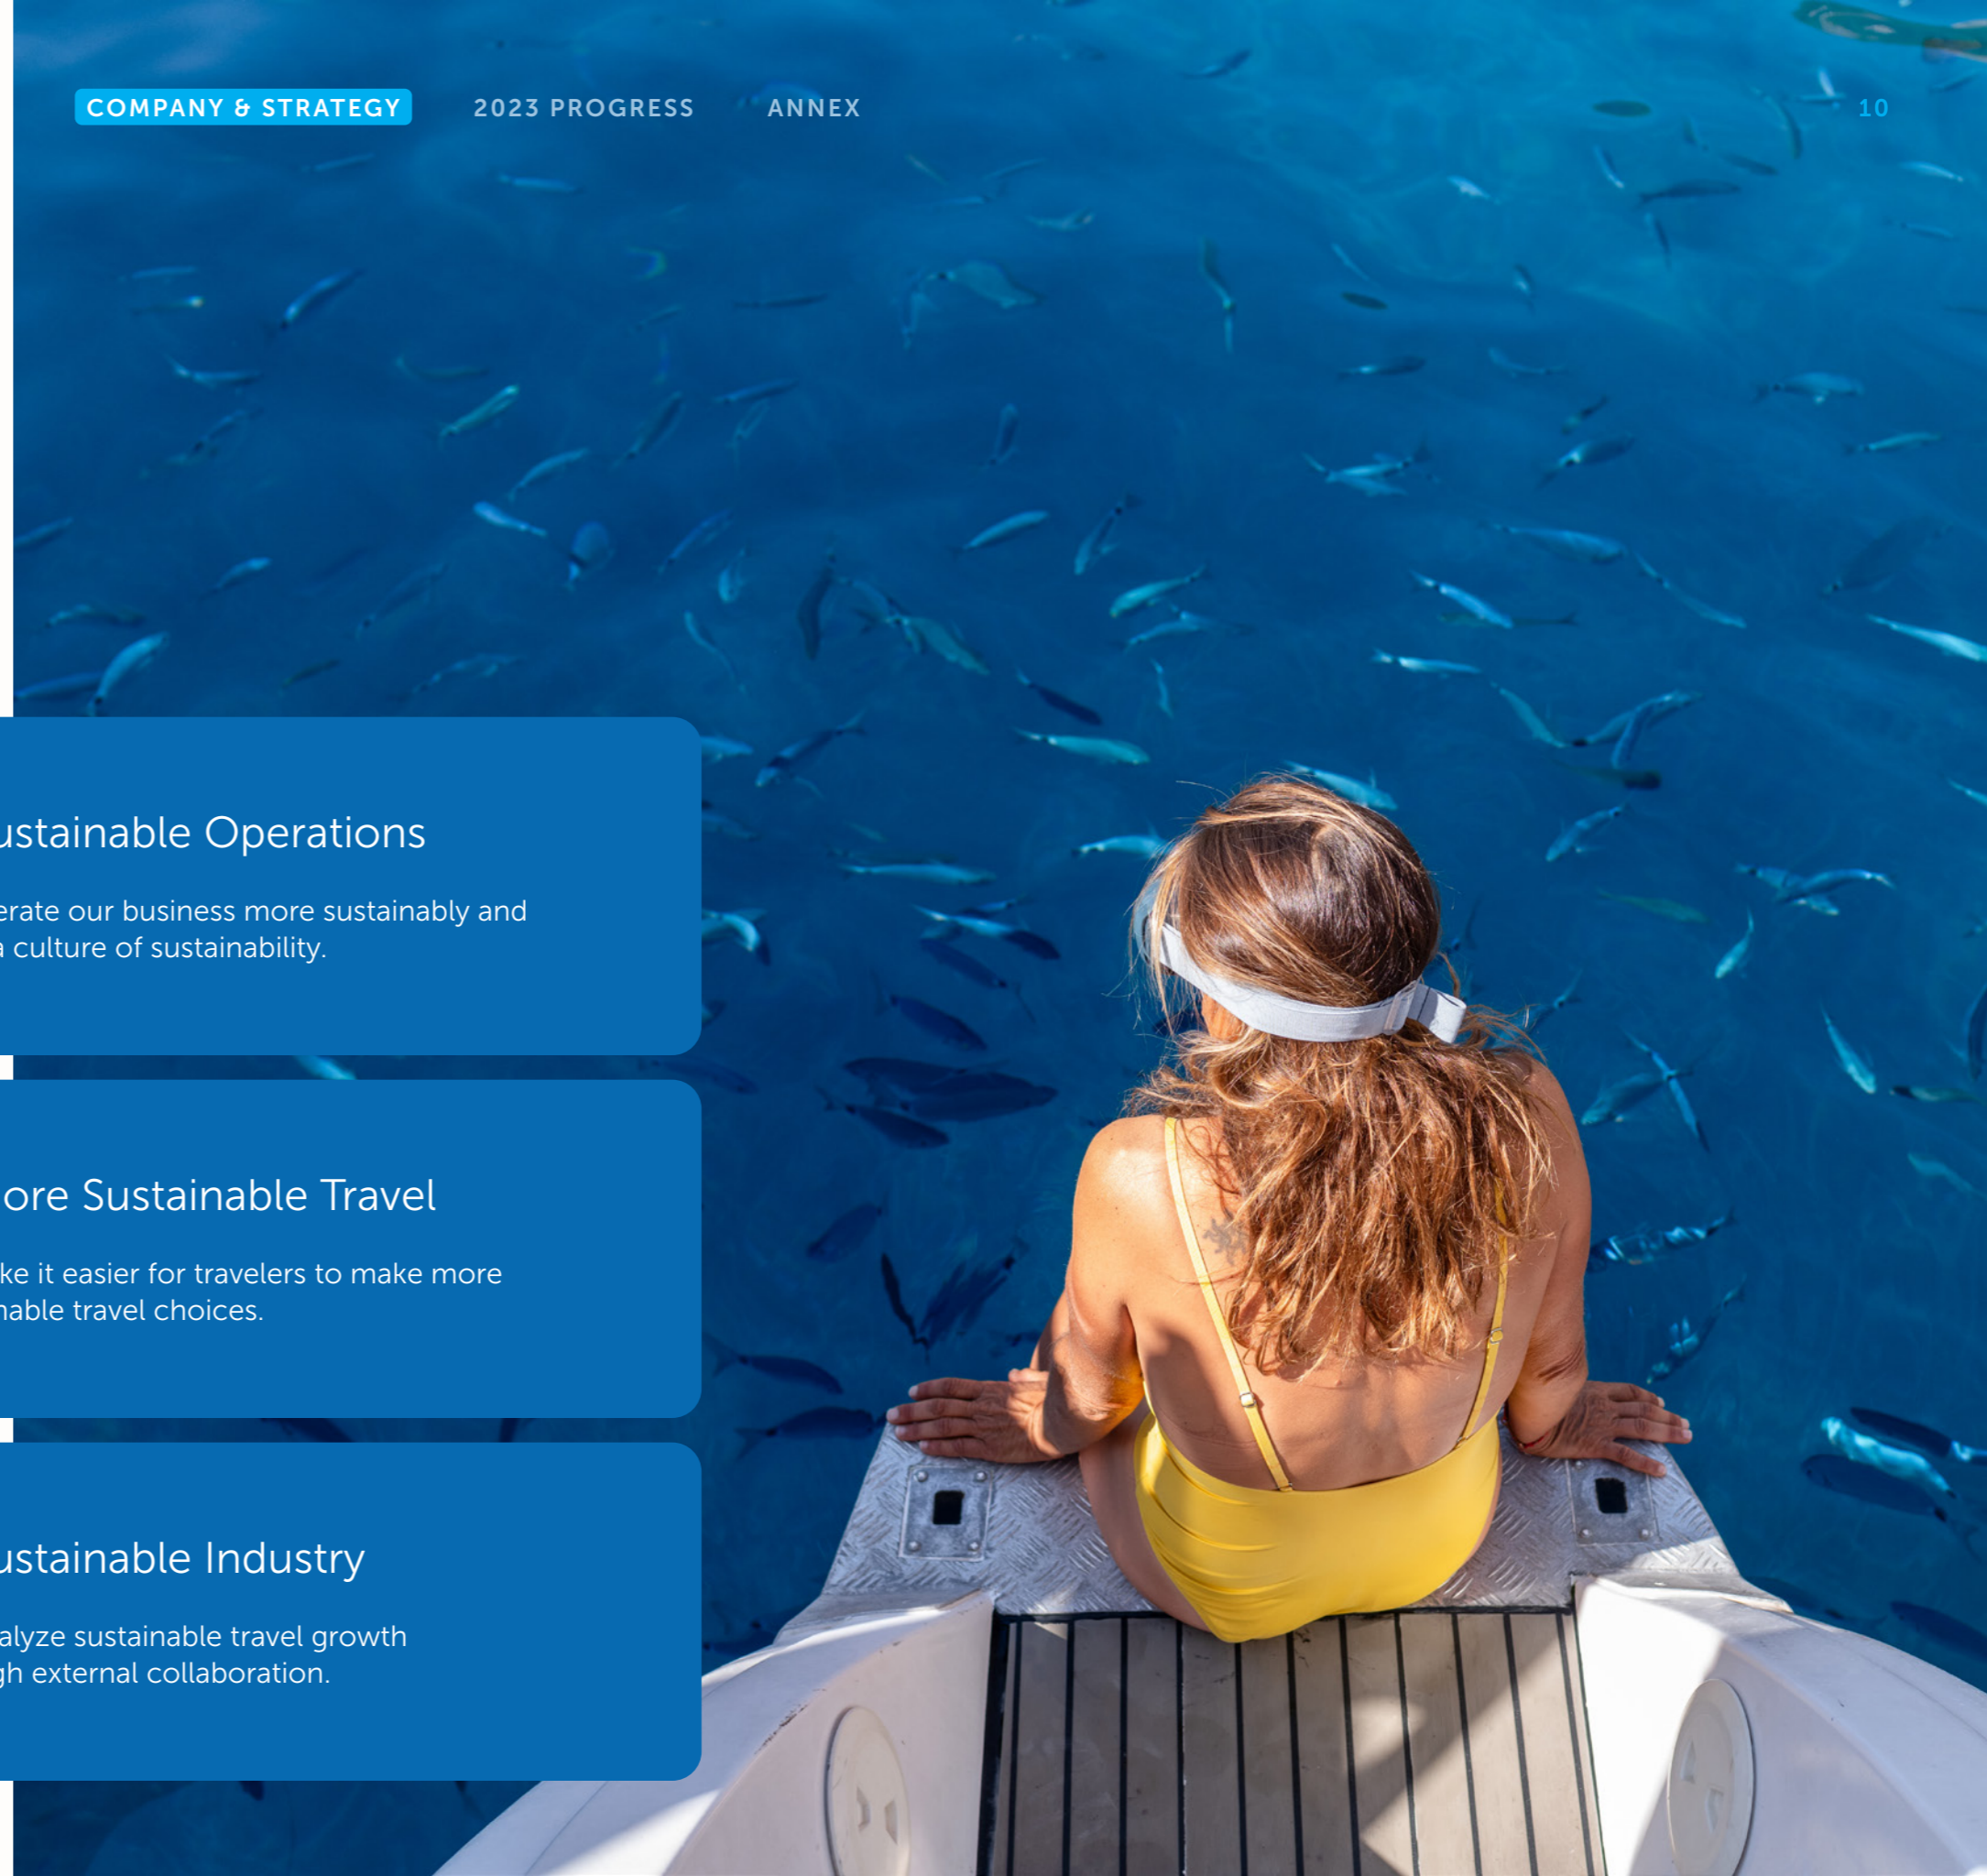 COMPANY & STRATEGY 2023 PROGRESS ANNEX 10
ustainable Operations
erate our business more sustainably and
a culture of sustainability.
ore Sustainable Travel
ke it easier for travelers to make more
nable travel choices.
ustainable Industry
alyze sustainable travel growth
gh external collaboration.